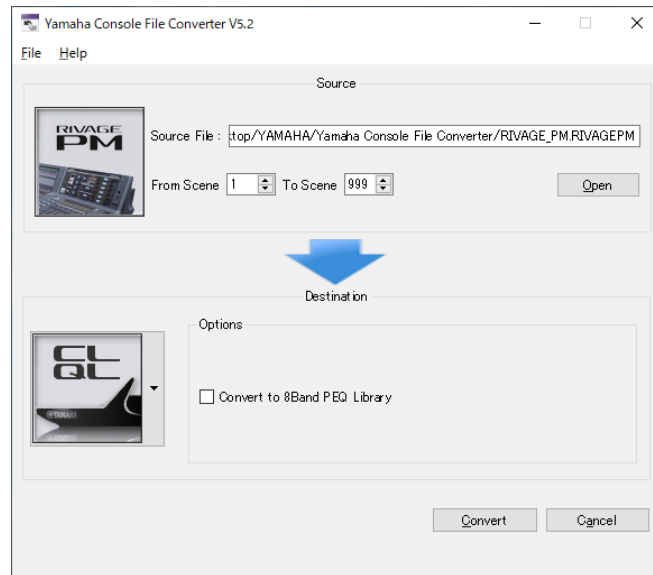 Yamaha Console File Converter V5.2
File Help
Source
RIVAGE
PM
Source File : :top/YAMAHA/Yamaha Console File Converter/RIVAGE_PM.RIVAGEPM
From Scene 1 To Scene 999
Open
Destination
Options
CL
QL
YAMAHA
Convert to 8Band PEQ Library
Convert Cancel